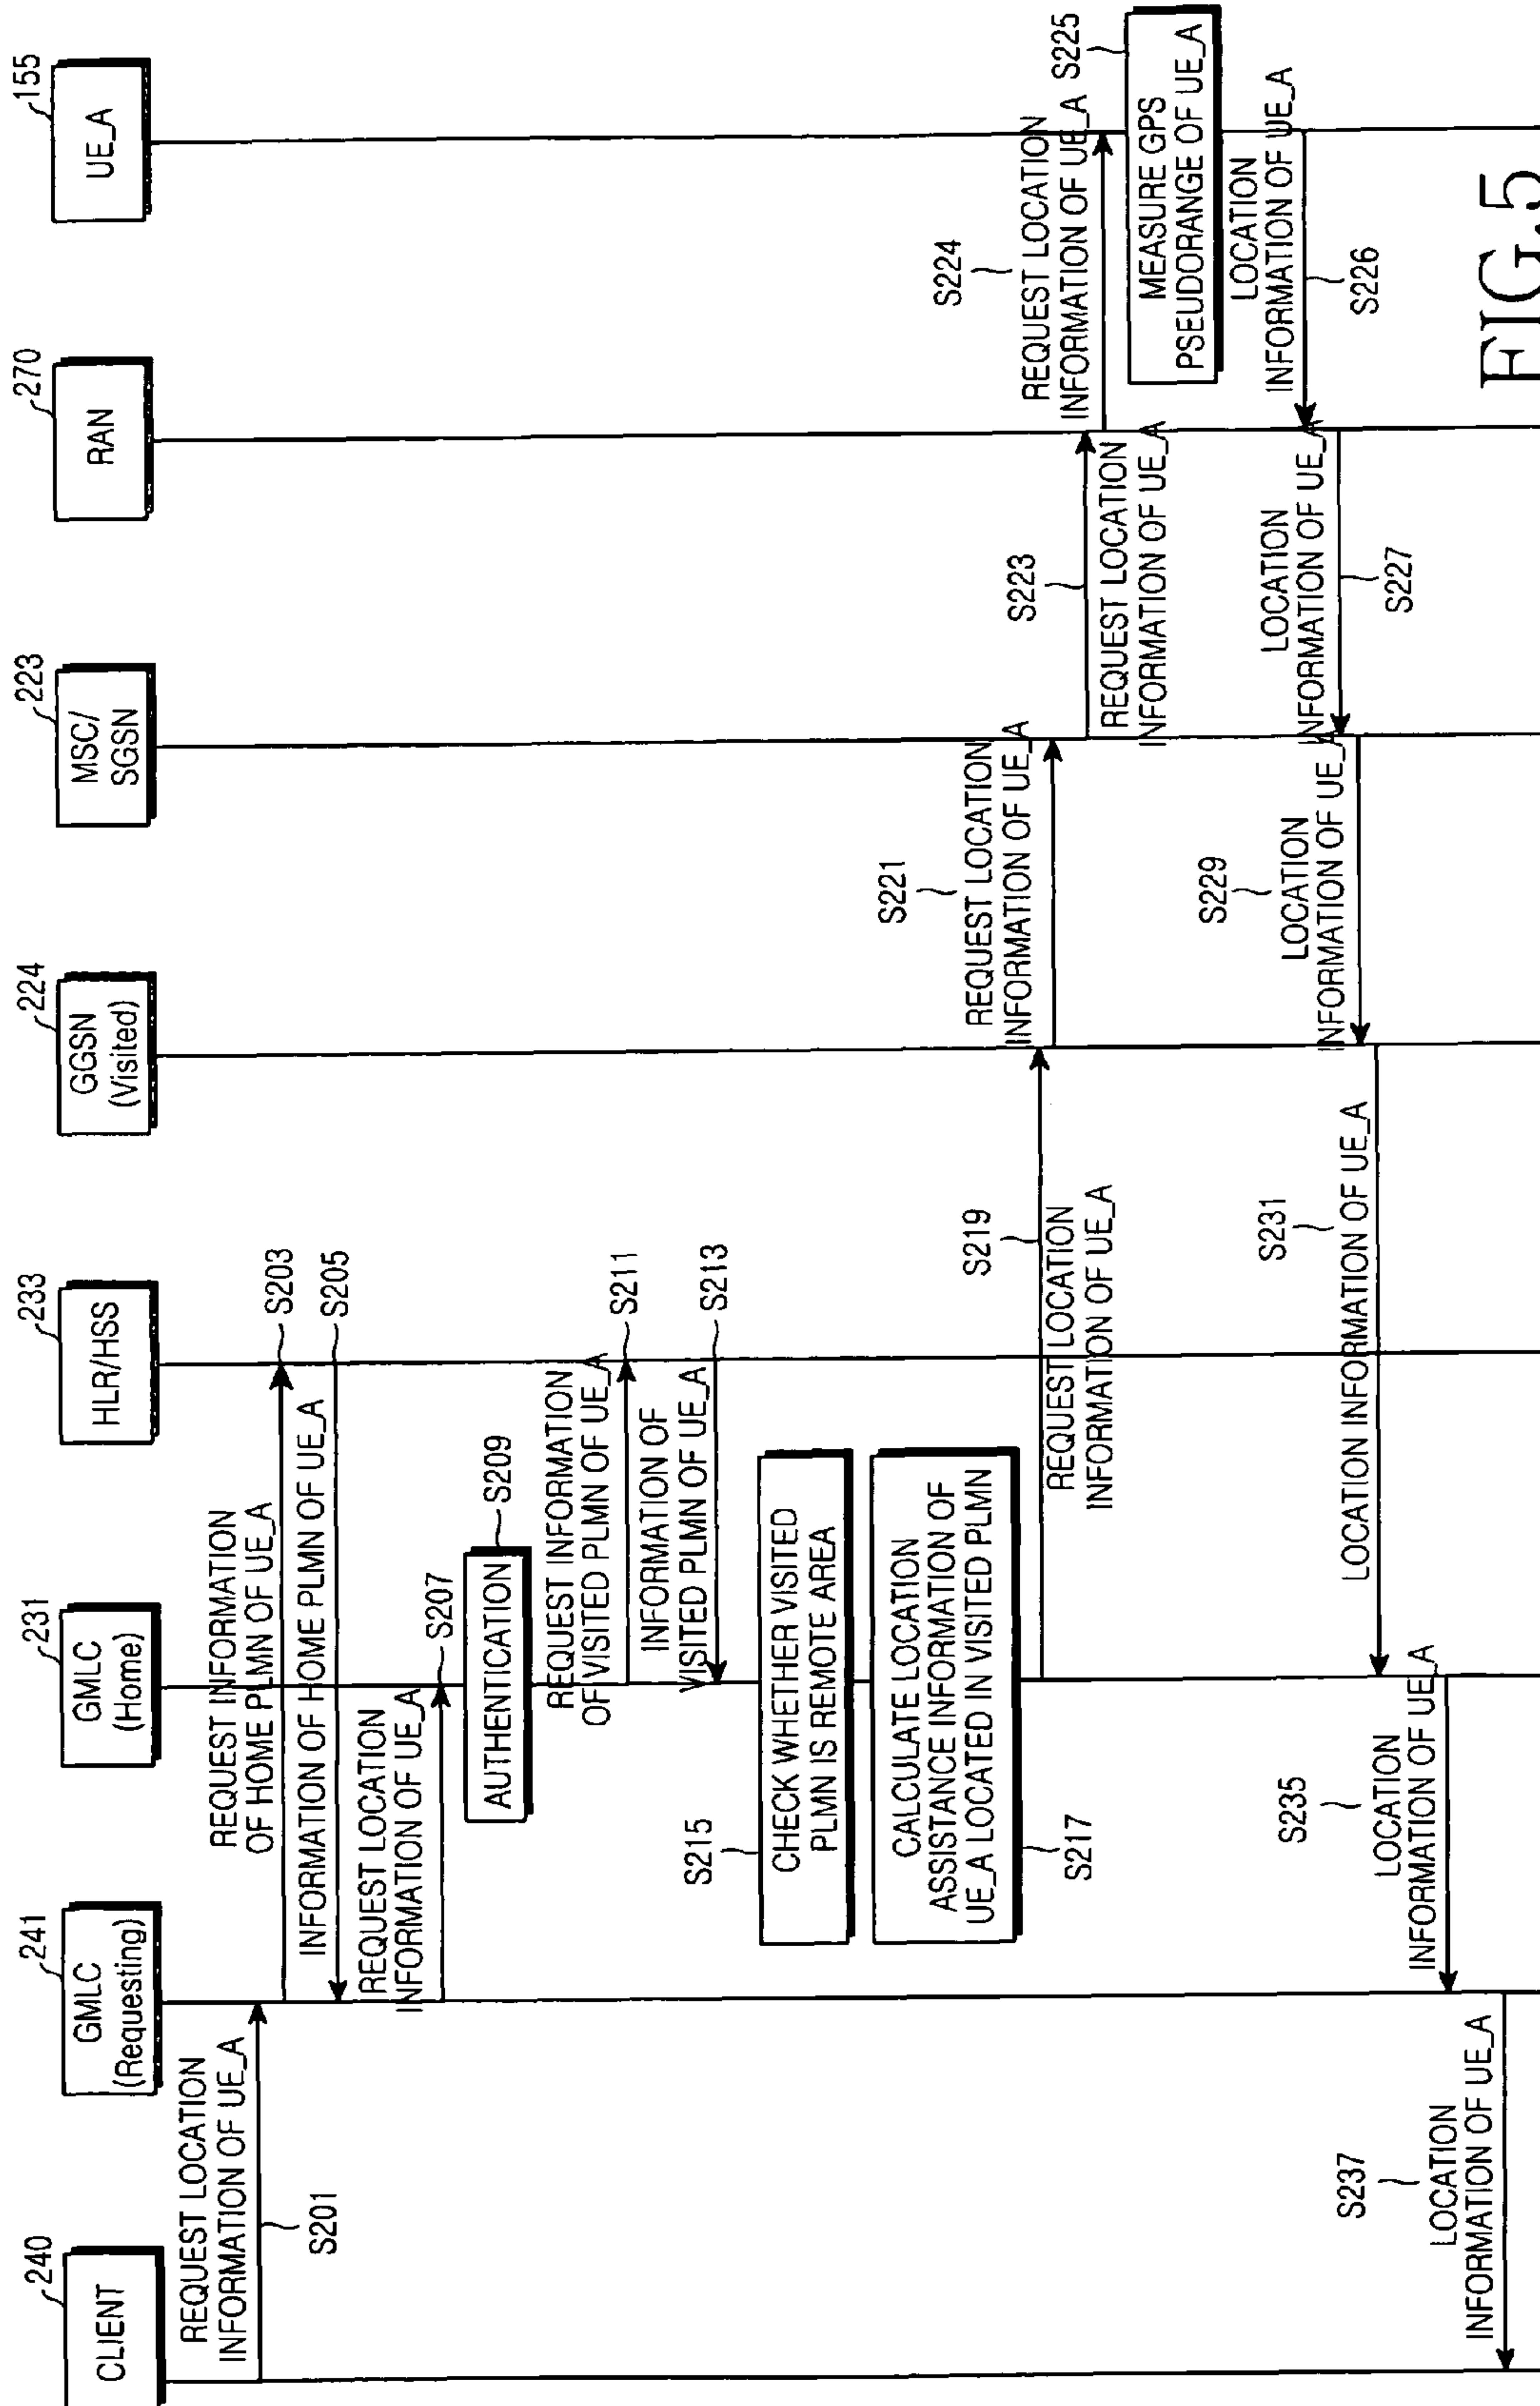 CLIENT
240
GMLC
(Requesting)
241
GMLC
(Home)
231
HLR/HSS
233
GGSN
(Visited)
224
MSC/
SGSN
223
RAN
270
UE_A
155
REQUEST LOCATION
INFORMATION OF UE_A
S201
REQUEST INFORMATION
OF HOME PLMN OF UE_A
S203
INFORMATION OF HOME PLMN OF UE_A
S205
REQUEST LOCATION
INFORMATION OF UE_A
S207
AUTHENTICATION
S209
REQUEST INFORMATION
OF VISITED PLMN OF UE_A
S211
INFORMATION OF
VISITED PLMN OF UE_A
S213
S215
CHECK WHETHER VISITED
PLMN IS REMOTE AREA
CALCULATE LOCATION
ASSISTANCE INFORMATION OF
UE_A LOCATED IN VISITED PLMN
S217
S219
REQUEST LOCATION
INFORMATION OF UE_A
S221
REQUEST LOCATION
INFORMATION OF UE_A
S223
REQUEST LOCATION
INFORMATION OF UE_A
S224
REQUEST LOCATION
INFORMATION OF UE_A
S225
MEASURE GPS
PSEUDORANGE OF UE_A
LOCATION
INFORMATION OF UE_A
S226
LOCATION
INFORMATION OF UE_A
S227
S229
LOCATION
INFORMATION OF UE_A
S231
LOCATION INFORMATION OF UE_A
S235
LOCATION
INFORMATION OF UE_A
S237
LOCATION
INFORMATION OF UE_A
FIG.5